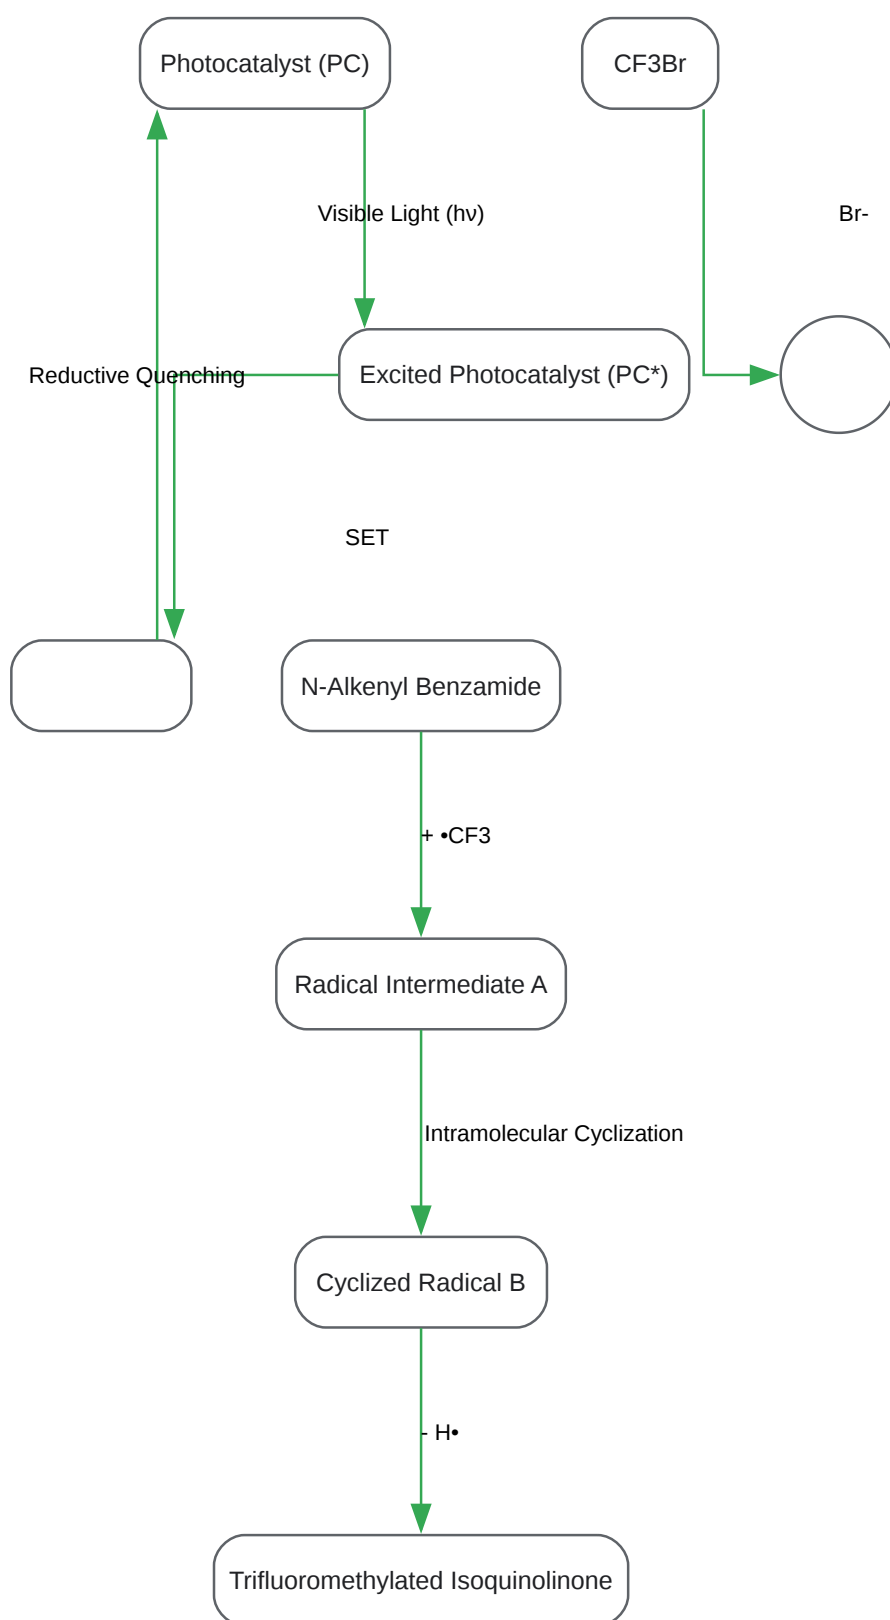 Photocatalyst (PC)
CF3Br
Visible Light (hν)
Br-
Reductive Quenching
Excited Photocatalyst (PC*)
SET
N-Alkenyl Benzamide
+ •CF3
Radical Intermediate A
Intramolecular Cyclization
Cyclized Radical B
- H•
Trifluoromethylated Isoquinolinone